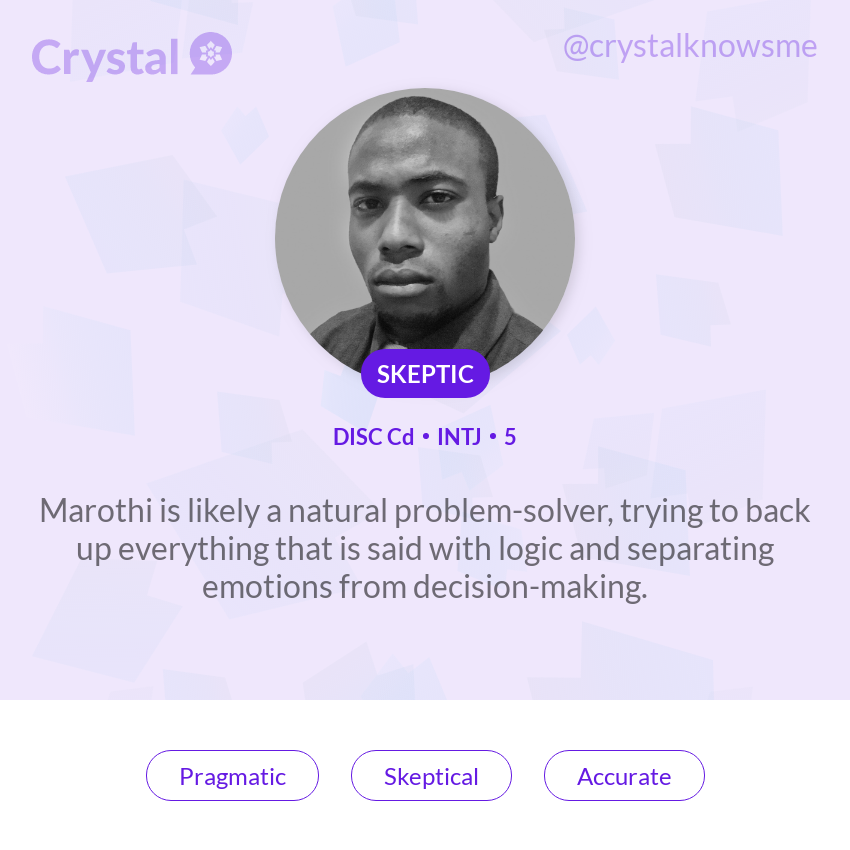 Crystal
@crystalknowsme
SKEPTIC
DISC Cd • INTJ • 5
Marothi is likely a natural problem-solver, trying to back
up everything that is said with logic and separating
emotions from decision-making.
Pragmatic
Skeptical
Accurate